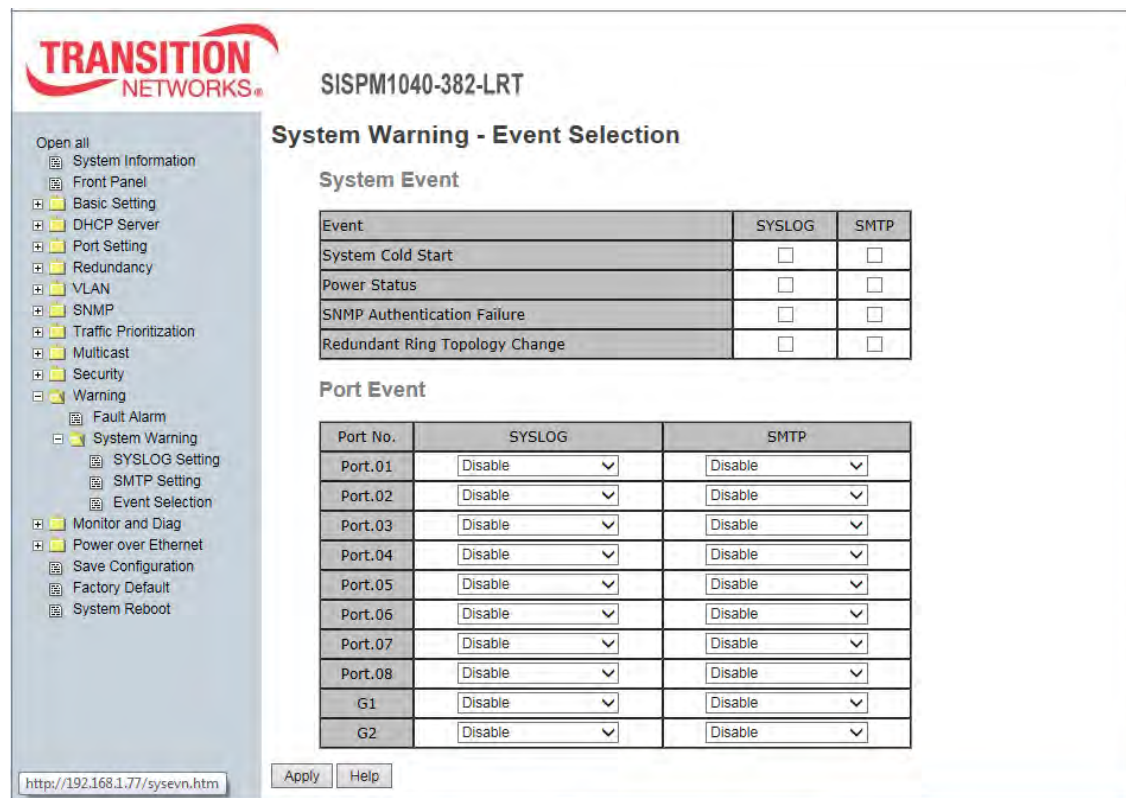 TRANSITION
NETWORKS®
SISPM1040-382-LRT
Open all
System Information
Front Panel
Basic Setting
DHCP Server
Port Setting
Redundancy
VLAN
SNMP
Traffic Prioritization
Multicast
Security
Warning
Fault Alarm
System Warning
SYSLOG Setting
SMTP Setting
Event Selection
Monitor and Diag
Power over Ethernet
Save Configuration
Factory Default
System Reboot
http://192.168.1.77/sysevn.htm
System Warning - Event Selection
System Event
Event SYSLOG SMTP
System Cold Start
Power Status
SNMP Authentication Failure
Redundant Ring Topology Change
Port Event
Port No. SYSLOG SMTP
Port.01 Disable Disable
Port.02 Disable Disable
Port.03 Disable Disable
Port.04 Disable Disable
Port.05 Disable Disable
Port.06 Disable Disable
Port.07 Disable Disable
Port.08 Disable Disable
G1 Disable Disable
G2 Disable Disable
Apply Help